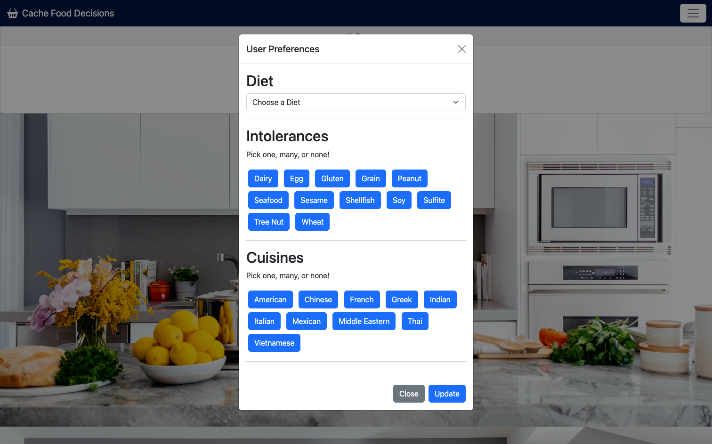 Cache Food Decisions
User Preferences
Diet
Choose a Diet
Intolerances
Pick one, many, or none!
Dairy Egg Gluten Grain Peanut
Seafood Sesame Shellfish Soy Sulfite
Tree Nut Wheat
Cuisines
Pick one, many, or none!
American Chinese French Greek Indian
Italian Mexican Middle Eastern Thai
Vietnamese
Close Update